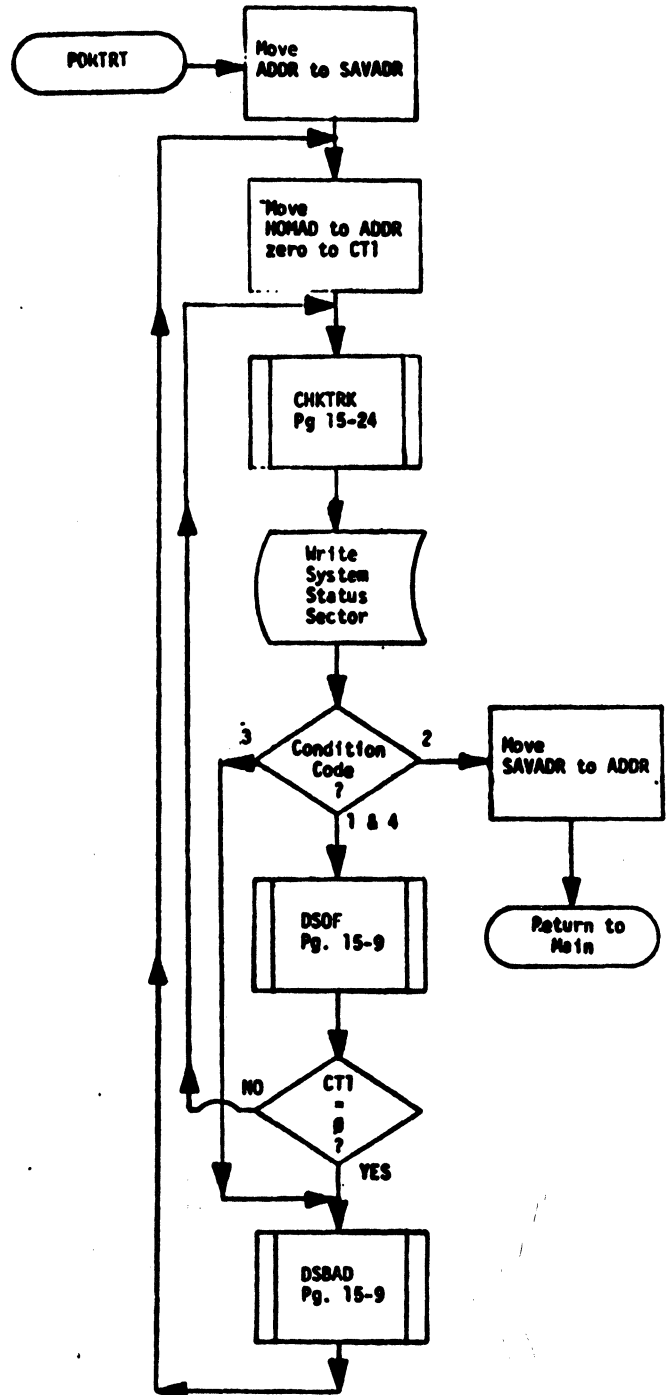 POKTRT
Move
ADDR to SAVADR
Move
HOMAD to ADDR
zero to CT1
CHKTRK
Pg 15-24
Write
System
Status
Sector
3
Condition
Code
?
2
Move
SAVADR to ADDR
1 & 4
DSOF
Pg. 15-9
Return to
Main
NO
CT1
=
Ø
?
YES
DSBAD
Pg. 15-9